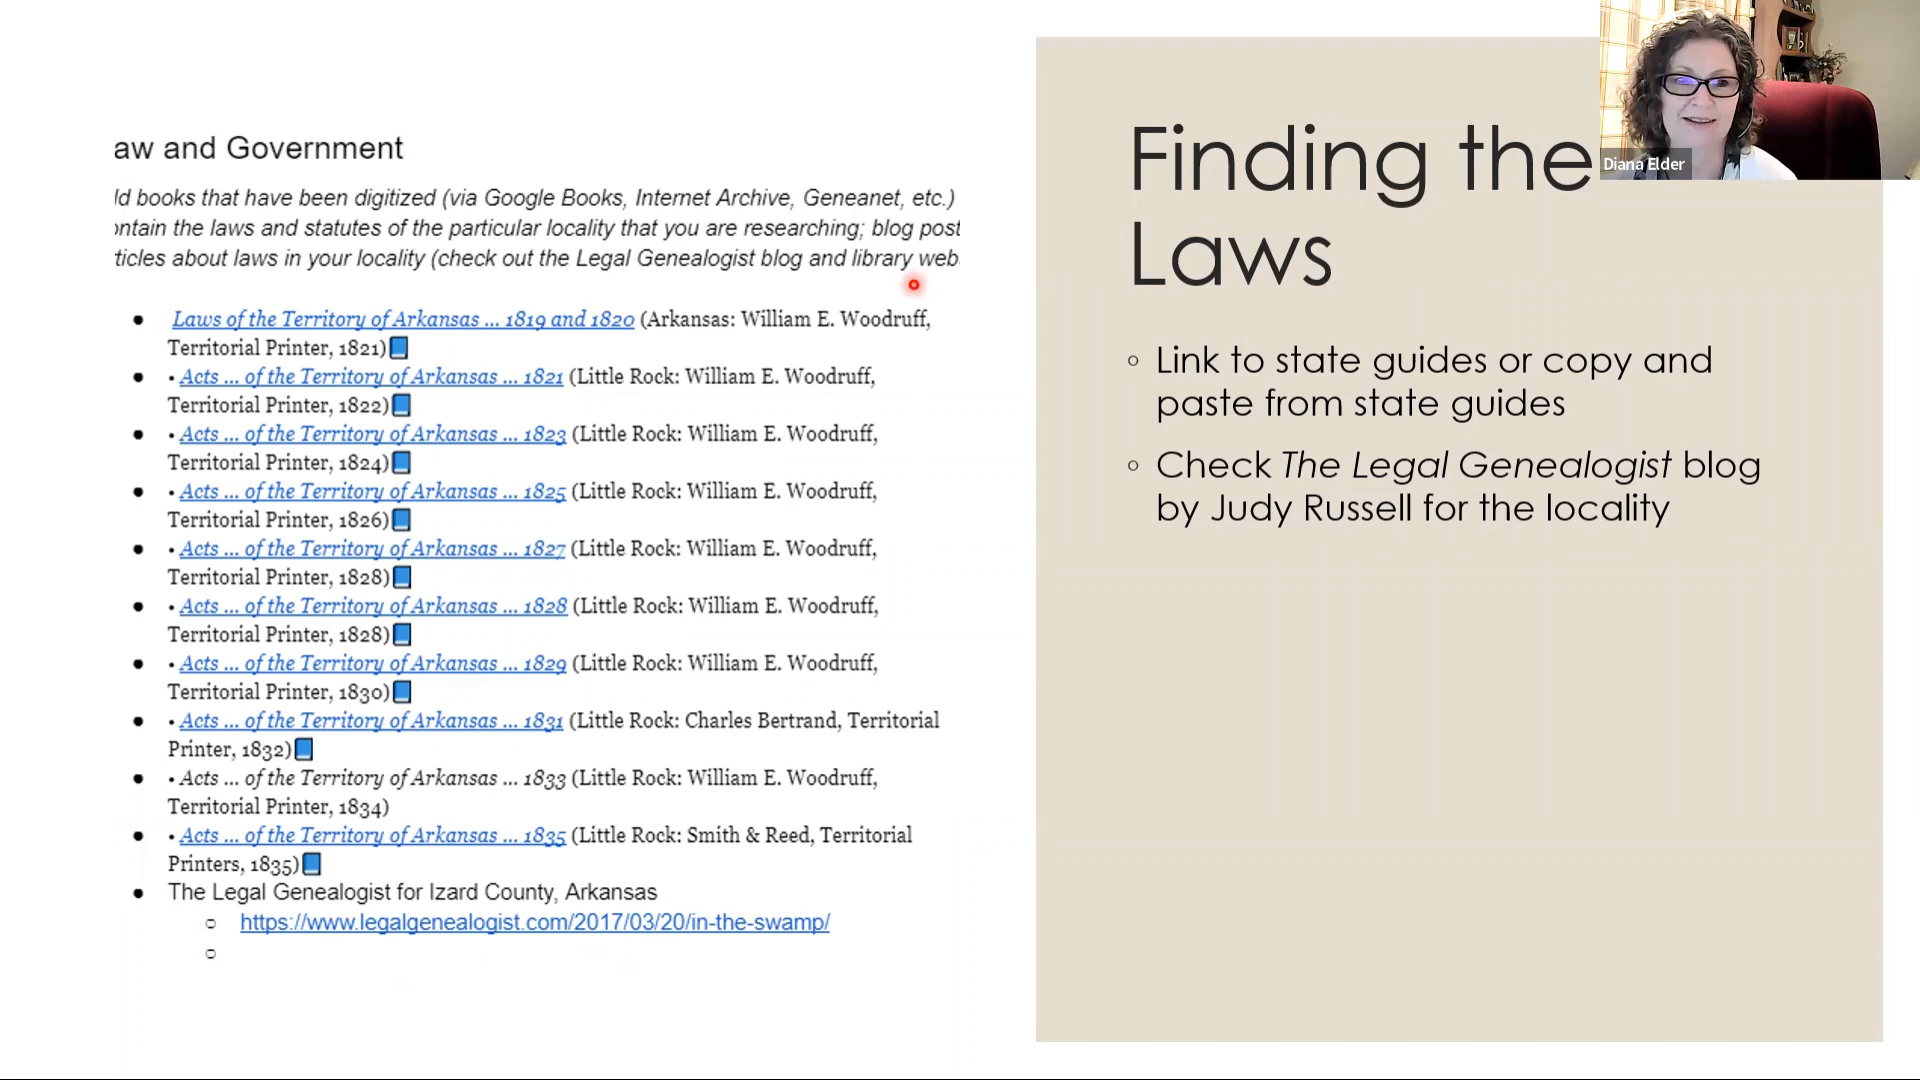 aw and Government
ld books that have been digitized (via Google Books, Internet Archive, Geneanet, etc.)
ontain the laws and statutes of the particular locality that you are researching; blog post
ticles about laws in your locality (check out the Legal Genealogist blog and library web
● Laws of the Territory of Arkansas ... 1819 and 1820 (Arkansas: William E. Woodruff,
Territorial Printer, 1821)
● • Acts ... of the Territory of Arkansas ... 1821 (Little Rock: William E. Woodruff,
Territorial Printer, 1822)
● • Acts ... of the Territory of Arkansas ... 1823 (Little Rock: William E. Woodruff,
Territorial Printer, 1824)
● • Acts ... of the Territory of Arkansas ... 1825 (Little Rock: William E. Woodruff,
Territorial Printer, 1826)
● • Acts ... of the Territory of Arkansas ... 1827 (Little Rock: William E. Woodruff,
Territorial Printer, 1828)
● • Acts ... of the Territory of Arkansas ... 1828 (Little Rock: William E. Woodruff,
Territorial Printer, 1828)
● • Acts ... of the Territory of Arkansas ... 1829 (Little Rock: William E. Woodruff,
Territorial Printer, 1830)
● • Acts ... of the Territory of Arkansas ... 1831 (Little Rock: Charles Bertrand, Territorial
Printer, 1832)
● • Acts ... of the Territory of Arkansas ... 1833 (Little Rock: William E. Woodruff,
Territorial Printer, 1834)
● • Acts ... of the Territory of Arkansas ... 1835 (Little Rock: Smith & Reed, Territorial
Printers, 1835)
● The Legal Genealogist for Izard County, Arkansas
○ https://www.legalgenealogist.com/2017/03/20/in-the-swamp/
○
Finding the
Laws
◦ Link to state guides or copy and
paste from state guides
◦ Check The Legal Genealogist blog
by Judy Russell for the locality
Diana Elder